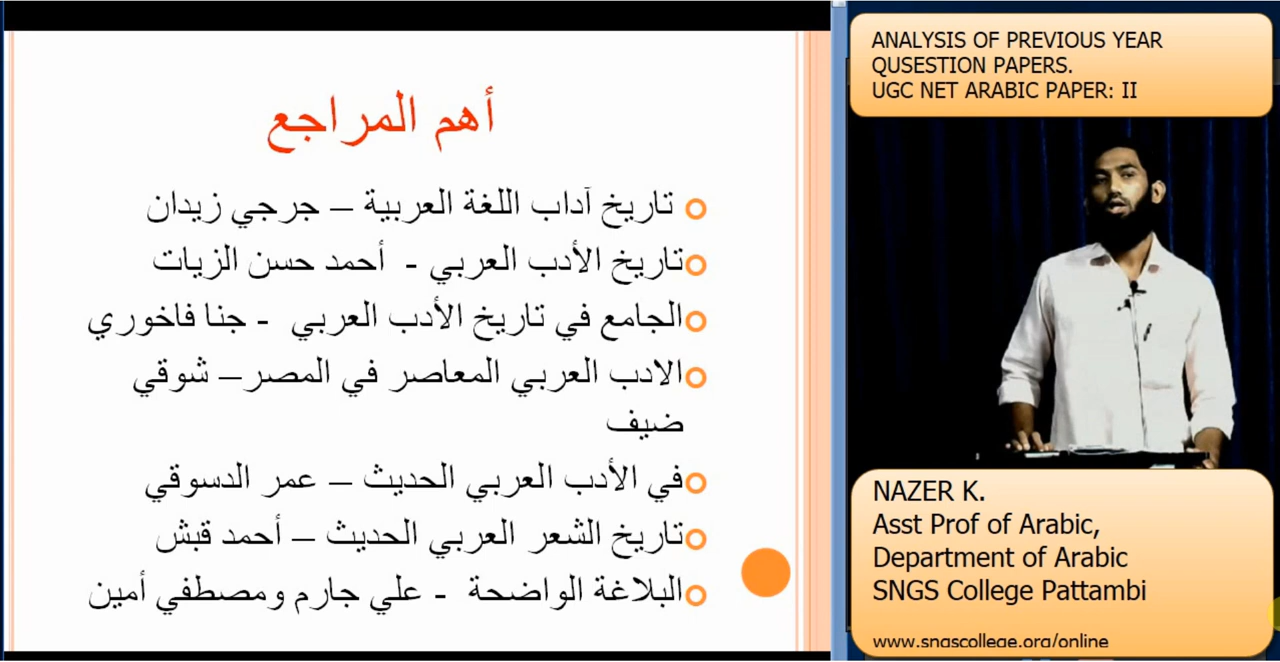 أهم المراجع
تاريخ آداب اللغة العربية – جرجي زيدان
تاريخ الأدب العربي - أحمد حسن الزيات
الجامع في تاريخ الأدب العربي - جنا فاخوري
الادب العربي المعاصر في المصر– شوقي
ضيف
في الأدب العربي الحديث – عمر الدسوقي
تاريخ الشعر العربي الحديث – أحمد قبش
البلاغة الواضحة - علي جارم ومصطفي أمين
ANALYSIS OF PREVIOUS YEAR
QUSESTION PAPERS.
UGC NET ARABIC PAPER: II
NAZER K.
Asst Prof of Arabic,
Department of Arabic
SNGS College Pattambi
www.sngscollege.org/online